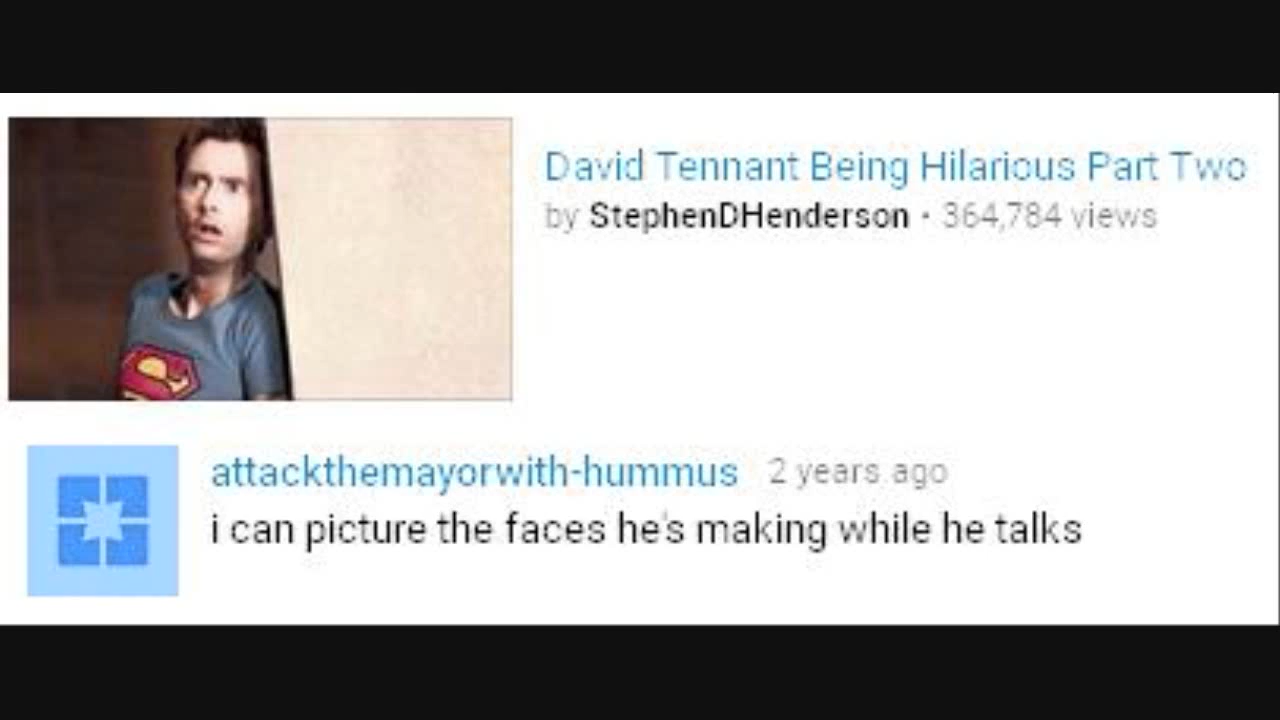 David Tennant Being Hilarious Part Two
by StephenDHenderson · 364,784 views
attackthemayorwith-hummus 2 years ago
i can picture the faces he's making while he talks